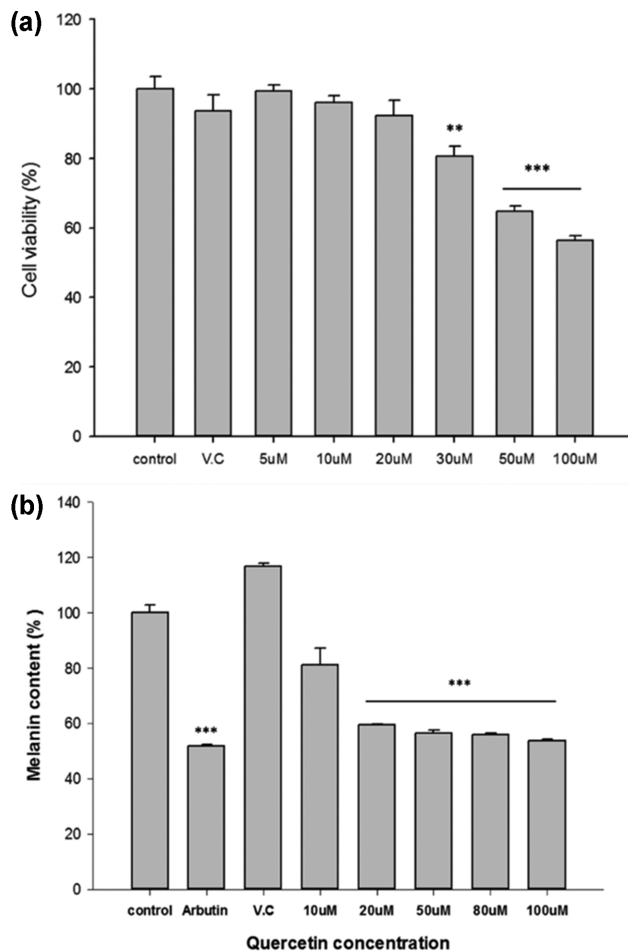 (a)
Cell viability (%)
120
100
80
60
40
20
0
**
***
control V.C 5uM 10uM 20uM 30uM 50uM 100uM
(b)
Melanin content (% )
140
120
100
80
60
40
20
0
***
***
control Arbutin V.C 10uM 20uM 50uM 80uM 100uM
Quercetin concentration